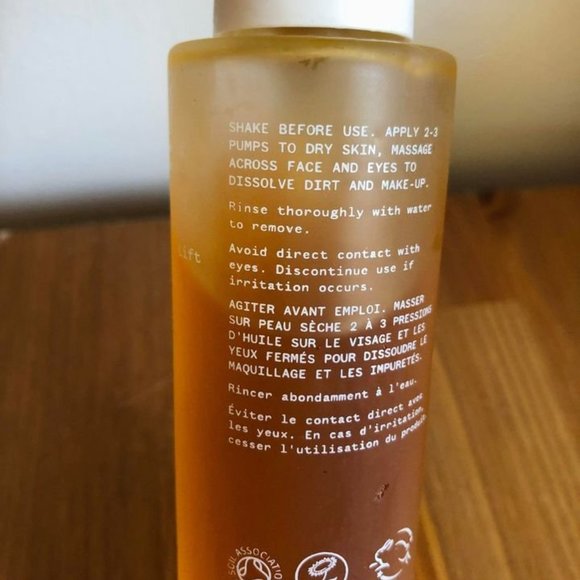 SHAKE BEFORE USE. APPLY 2-3
PUMPS TO DRY SKIN, MASSAGE
ACROSS FACE AND EYES TO
DISSOLVE DIRT AND MAKE-UP.
Rinse thoroughly with water
to remove.
Avoid direct contact with
eyes. Discontinue use if
irritation occurs.
Lift
AGITER AVANT EMPLOI. MASSER
SUR PEAU SÈCHE 2 À 3 PRESSIONS
D'HUILE SUR LE VISAGE ET LES
YEUX FERMÉS POUR DISSOUDRE LE
MAQUILLAGE ET LES IMPURETÉS.
Rincer abondamment à l'eau.
Éviter le contact direct avec
les yeux. En cas d'irritation,
cesser l'utilisation du produit.
SOIL ASSOCIATION